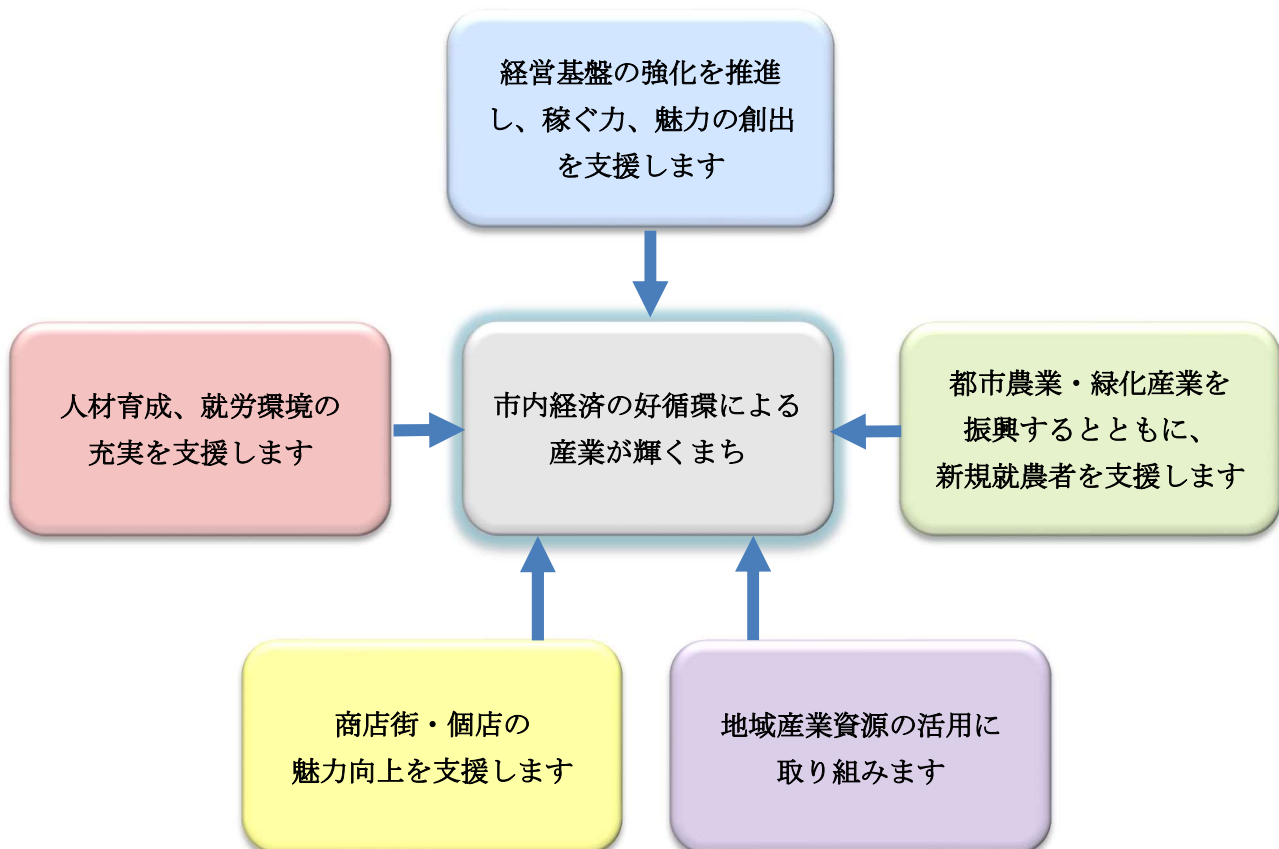 経営基盤の強化を推進
し、稼ぐ力、魅力の創出
を支援します
人材育成、就労環境の
充実を支援します
市内経済の好循環による
産業が輝くまち
都市農業・緑化産業を
振興するとともに、
新規就農者を支援します
商店街・個店の
魅力向上を支援します
地域産業資源の活用に
取り組みます